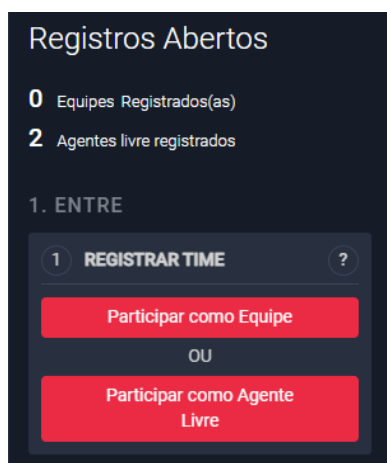 Registros Abertos
0 Equipes Registrados(as)
2 Agentes livre registrados
1. ENTRE
1 REGISTRAR TIME ?
Participar como Equipe
OU
Participar como Agente
Livre